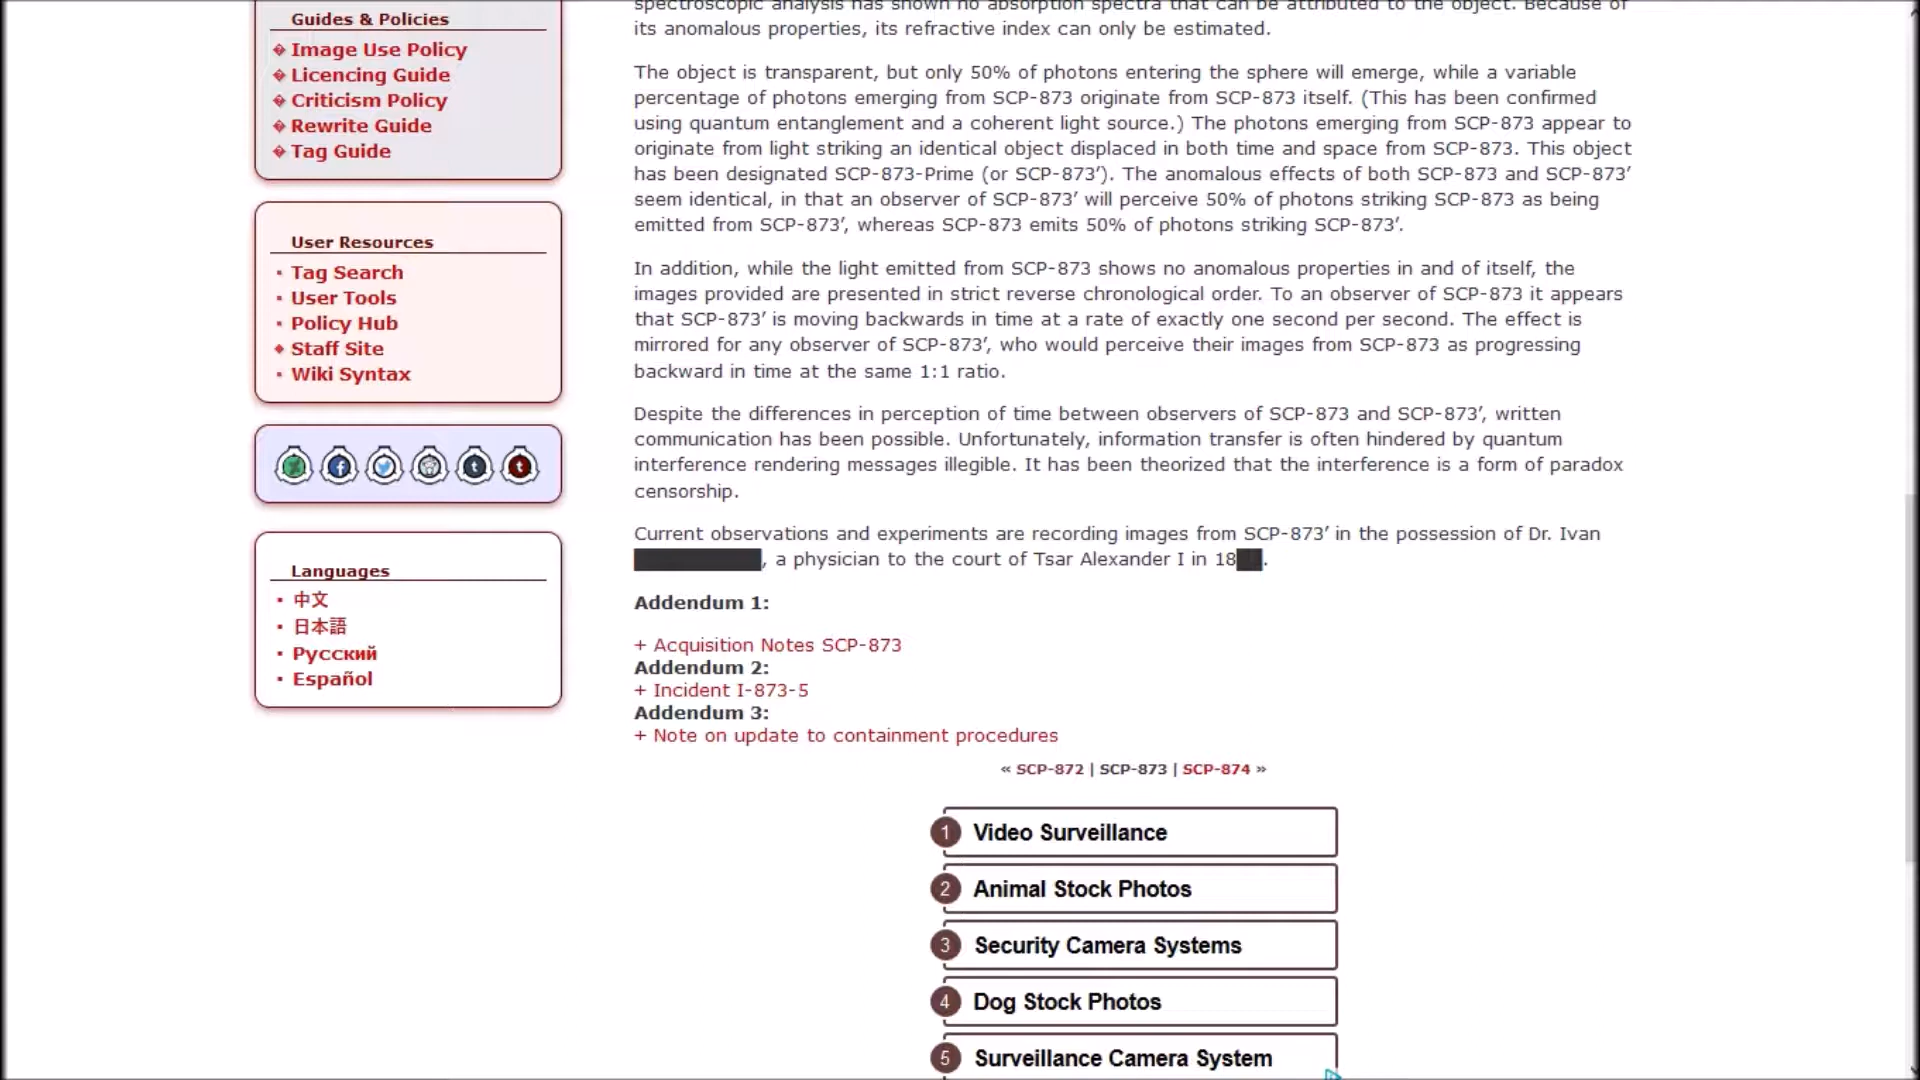 Guides & Policies
Image Use Policy
Licencing Guide
Criticism Policy
Rewrite Guide
Tag Guide
User Resources
Tag Search
User Tools
Policy Hub
Staff Site
Wiki Syntax
Languages
中文
日本語
Русский
Español
spectroscopic analysis has shown no absorption spectra that can be attributed to the object. Because of
its anomalous properties, its refractive index can only be estimated.
The object is transparent, but only 50% of photons entering the sphere will emerge, while a variable
percentage of photons emerging from SCP-873 originate from SCP-873 itself. (This has been confirmed
using quantum entanglement and a coherent light source.) The photons emerging from SCP-873 appear to
originate from light striking an identical object displaced in both time and space from SCP-873. This object
has been designated SCP-873-Prime (or SCP-873′). The anomalous effects of both SCP-873 and SCP-873′
seem identical, in that an observer of SCP-873′ will perceive 50% of photons striking SCP-873 as being
emitted from SCP-873′, whereas SCP-873 emits 50% of photons striking SCP-873′.
In addition, while the light emitted from SCP-873 shows no anomalous properties in and of itself, the
images provided are presented in strict reverse chronological order. To an observer of SCP-873 it appears
that SCP-873′ is moving backwards in time at a rate of exactly one second per second. The effect is
mirrored for any observer of SCP-873′, who would perceive their images from SCP-873 as progressing
backward in time at the same 1:1 ratio.
Despite the differences in perception of time between observers of SCP-873 and SCP-873′, written
communication has been possible. Unfortunately, information transfer is often hindered by quantum
interference rendering messages illegible. It has been theorized that the interference is a form of paradox
censorship.
Current observations and experiments are recording images from SCP-873′ in the possession of Dr. Ivan
██████████, a physician to the court of Tsar Alexander I in 18██.
Addendum 1:
+ Acquisition Notes SCP-873
Addendum 2:
+ Incident I-873-5
Addendum 3:
+ Note on update to containment procedures
« SCP-872 | SCP-873 | SCP-874 »
1 Video Surveillance
2 Animal Stock Photos
3 Security Camera Systems
4 Dog Stock Photos
5 Surveillance Camera System